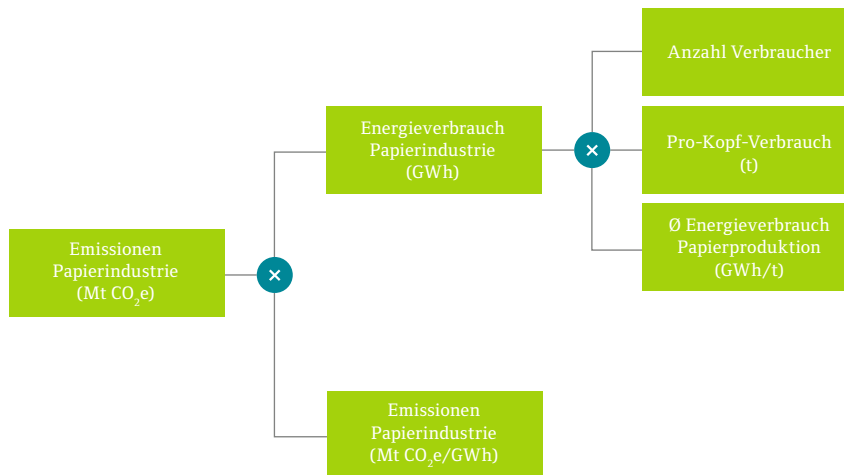 Anzahl Verbraucher
Energieverbrauch
Papierindustrie
(GWh)
×
Pro-Kopf-Verbrauch
(t)
Ø Energieverbrauch
Papierproduktion
(GWh/t)
Emissionen
Papierindustrie
(Mt CO₂e)
×
Emissionen
Papierindustrie
(Mt CO₂e/GWh)